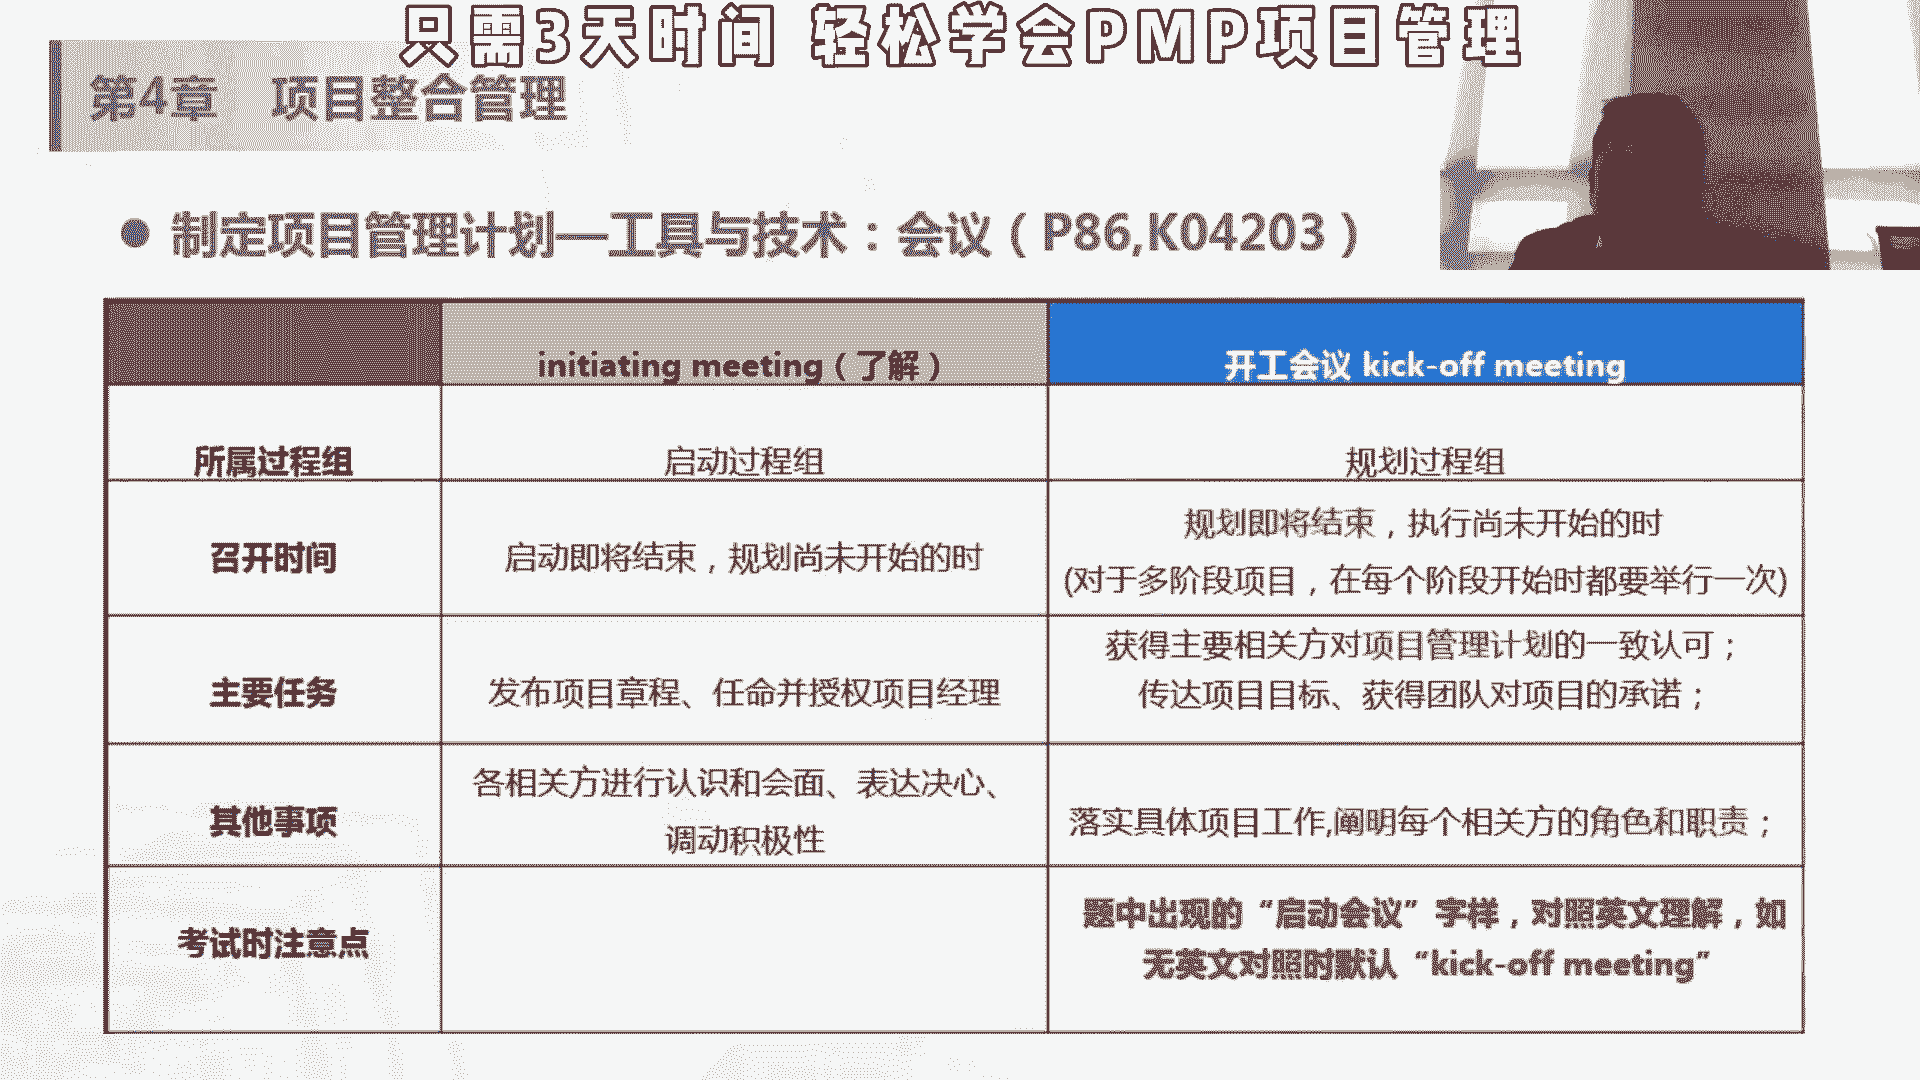 只需3天时间 轻松学会PMP项目管理
第4章 项目整合管理
制定项目管理计划—工具与技术：会议（P86,K04203）
initiating meeting（了解）
开工会议 kick-off meeting
所属过程组
启动过程组
规划过程组
召开时间
启动即将结束，规划尚未开始的时
规划即将结束，执行尚未开始的时
(对于多阶段项目，在每个阶段开始时都要举行一次)
主要任务
发布项目章程、任命并授权项目经理
获得主要相关方对项目管理计划的一致认可；
传达项目目标、获得团队对项目的承诺；
其他事项
各相关方进行认识和会面、表达决心、
调动积极性
落实具体项目工作,阐明每个相关方的角色和职责；
考试时注意点
题中出现的“启动会议”字样，对照英文理解，如
无英文对照时默认“kick-off meeting”